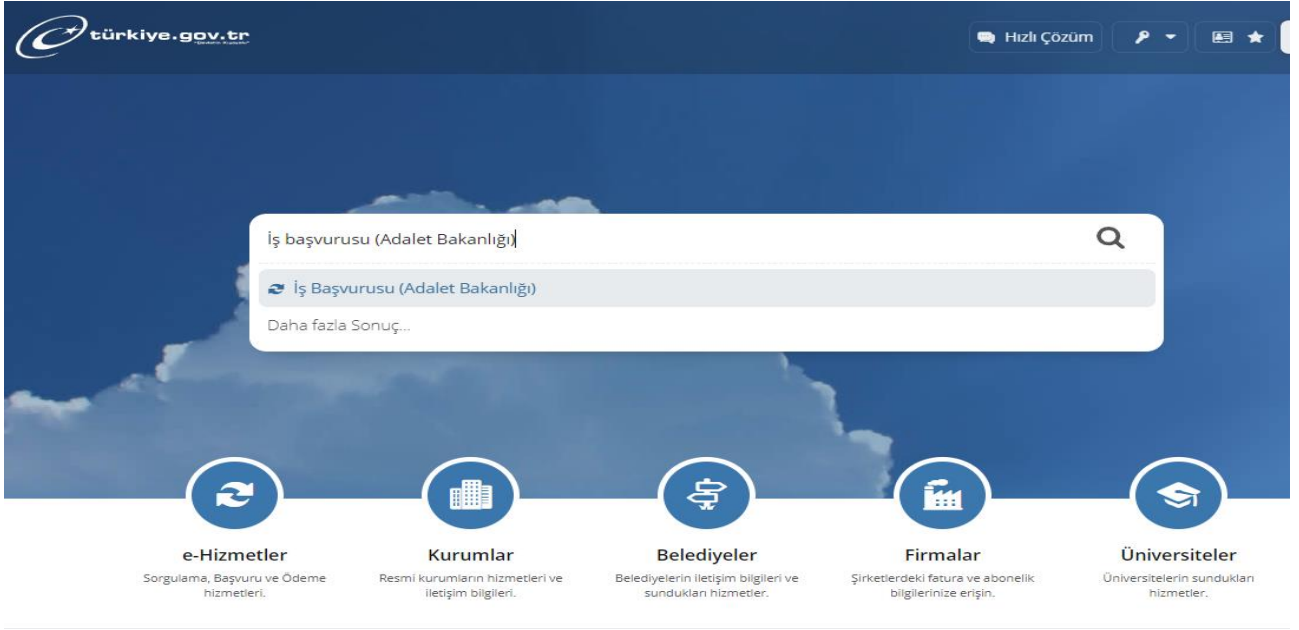 türkiye.gov.tr
Hızlı Çözüm
İş başvurusu (Adalet Bakanlığı)
İş Başvurusu (Adalet Bakanlığı)
Daha fazla Sonuç...
e-Hizmetler
Sorgulama, Başvuru ve Ödeme
hizmetleri.
Kurumlar
Resmi kurumların hizmetleri ve
iletişim bilgileri.
Belediyeler
Belediyelerin iletişim bilgileri ve
sundukları hizmetler.
Firmalar
Şirketlerdeki fatura ve abonelik
bilgilerinize erişin.
Üniversiteler
Üniversitelerin sundukları
hizmetler.